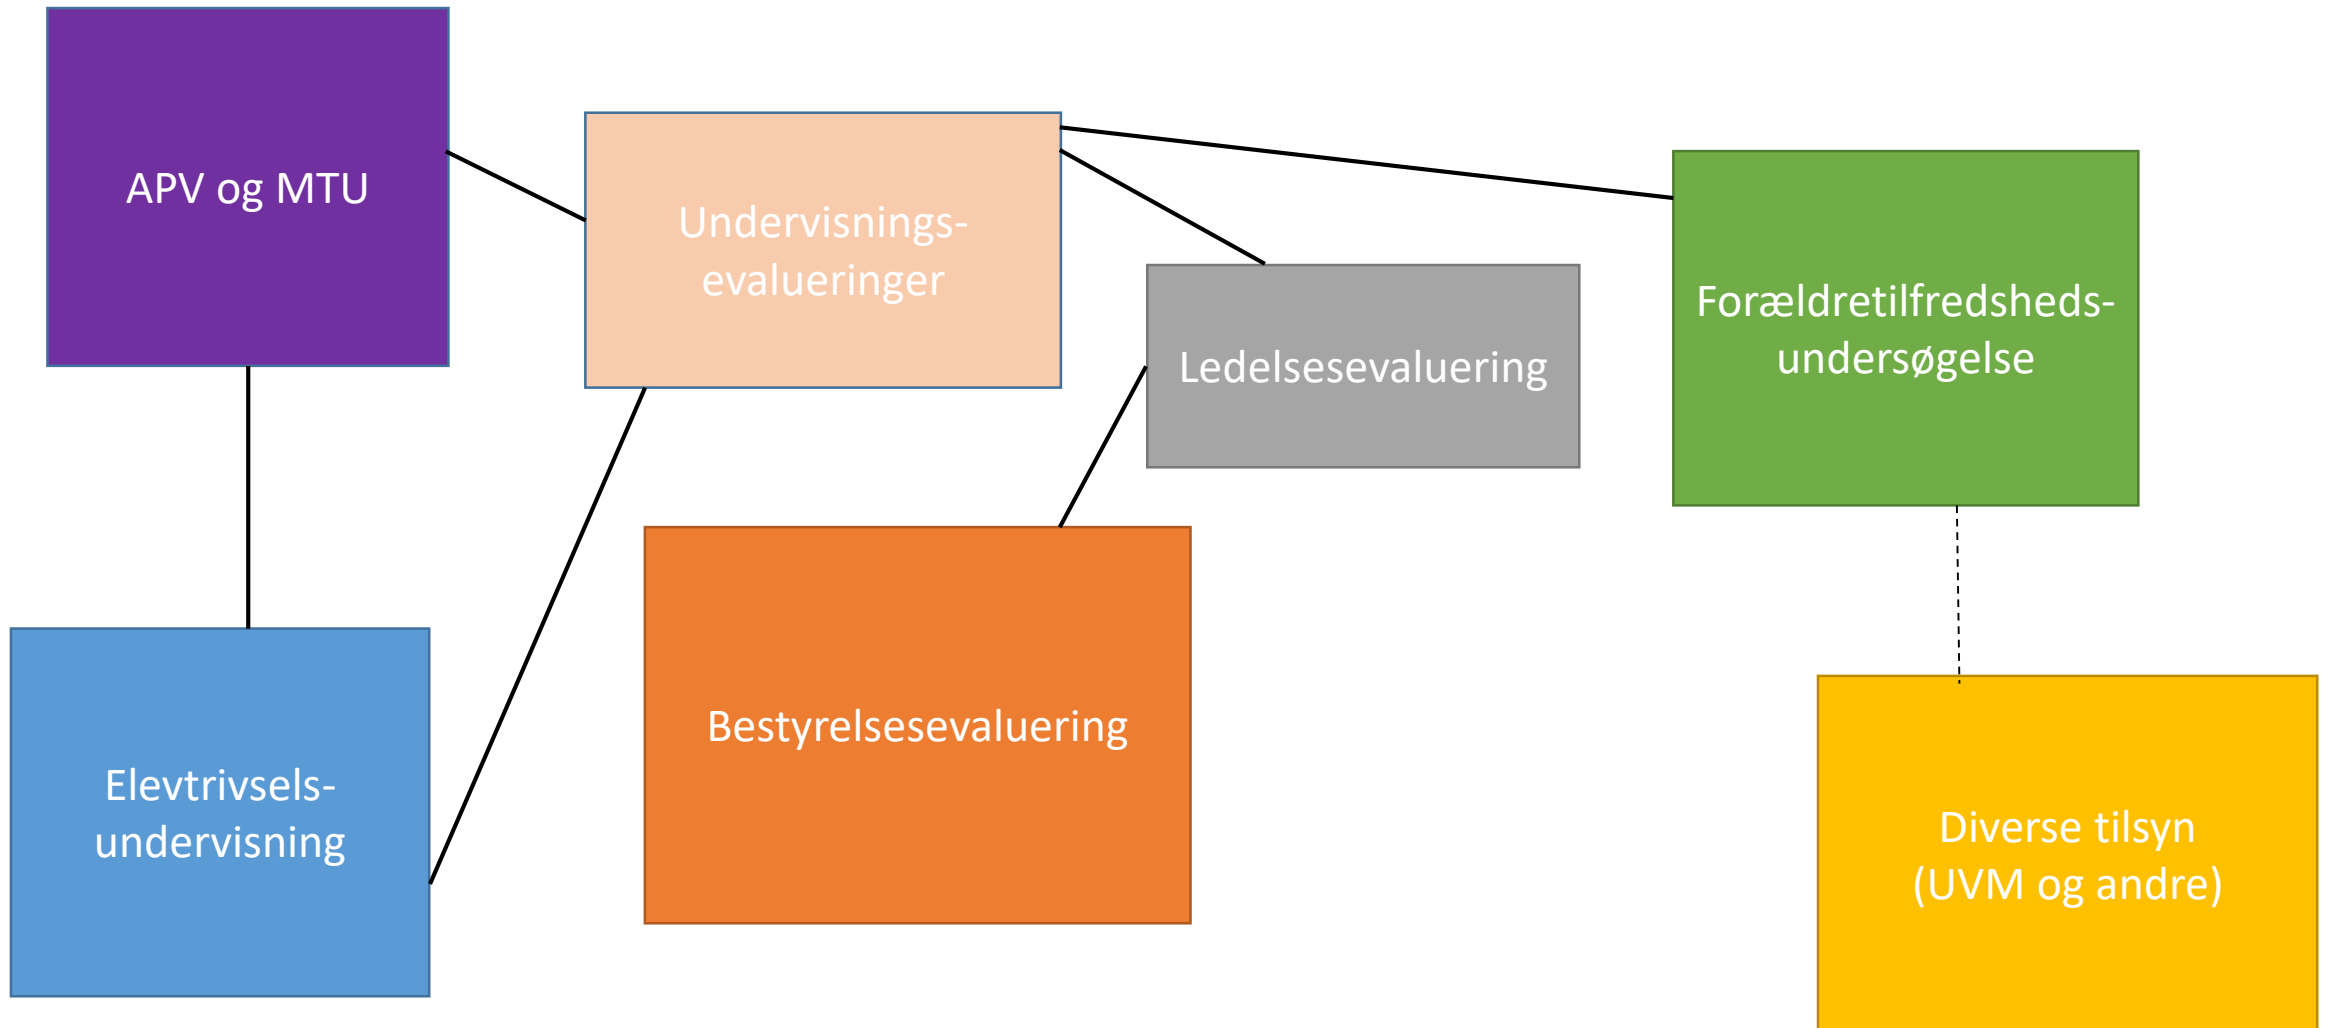 APV og MTU
Undervisnings-
evalueringer
Ledelsesevaluering
Forældretilfredsheds-
undersøgelse
Bestyrelsesevaluering
Elevtrivsels-
undervisning
Diverse tilsyn
(UVM og andre)